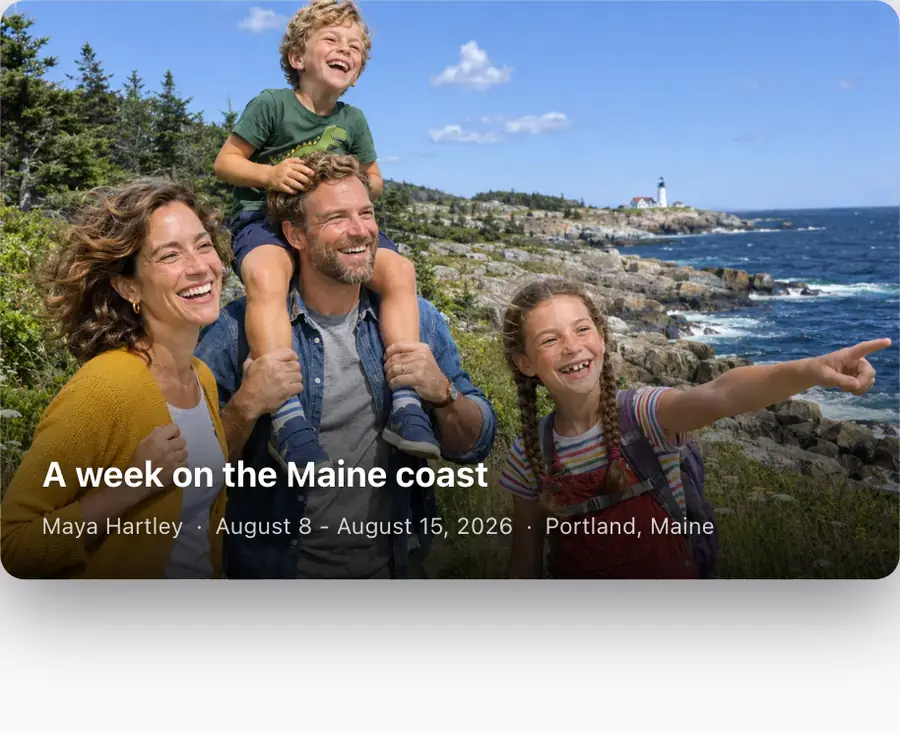 A week on the Maine coast
Maya Hartley · August 8 - August 15, 2026 · Portland, Maine